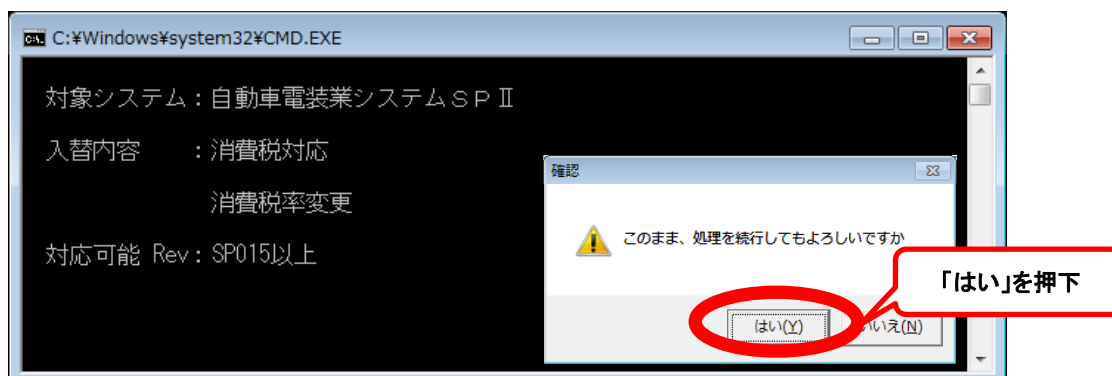 C:¥Windows¥system32¥CMD.EXE
対象システム：自動車電装業システムＳＰⅡ
入替内容　：消費税対応
消費税率変更
対応可能 Rev：SP015以上
確認
このまま、処理を続行してもよろしいですか
「はい」を押下
はい(Y)
いいえ(N)